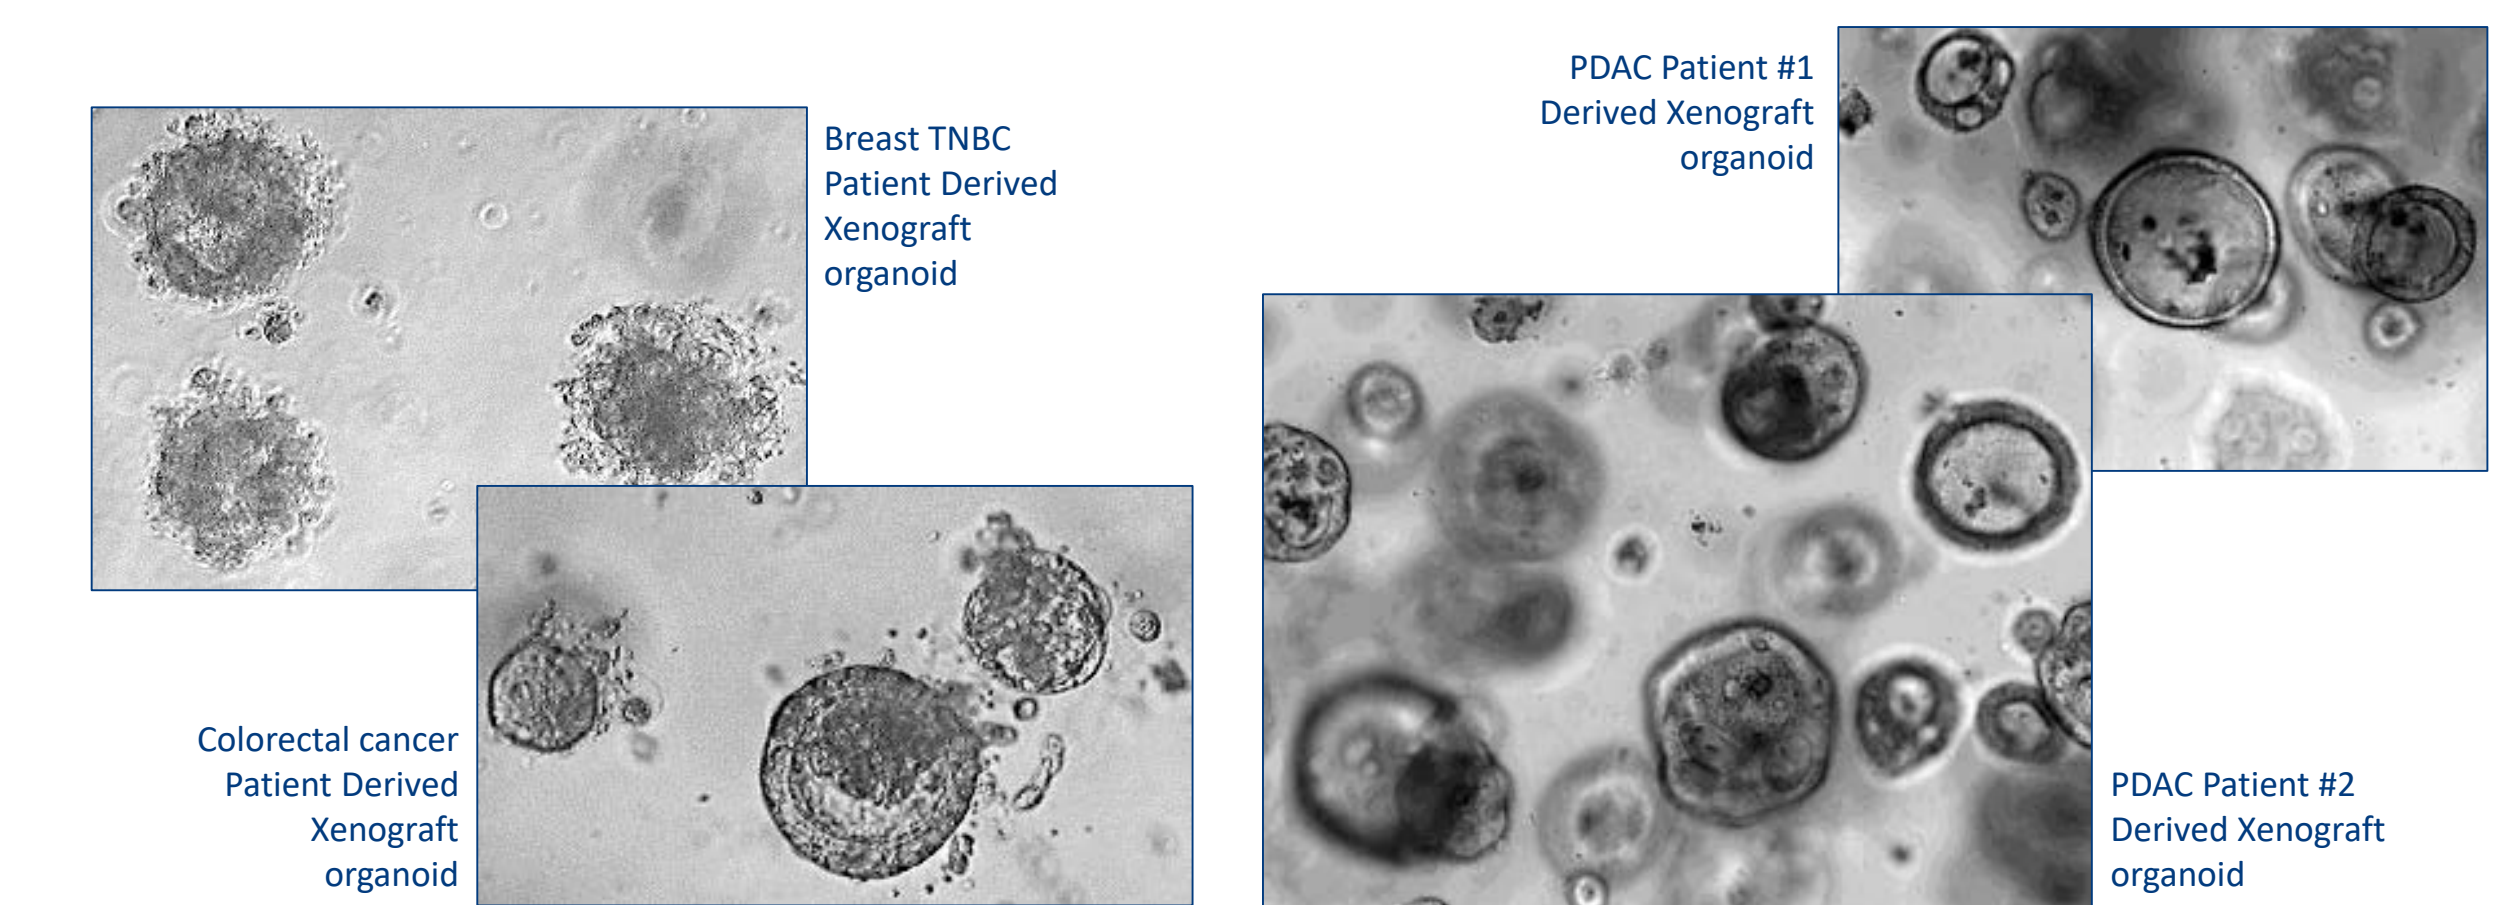 Breast TNBC
Patient Derived
Xenograft
organoid
Colorectal cancer
Patient Derived
Xenograft
organoid
PDAC Patient #1
Derived Xenograft
organoid
PDAC Patient #2
Derived Xenograft
organoid